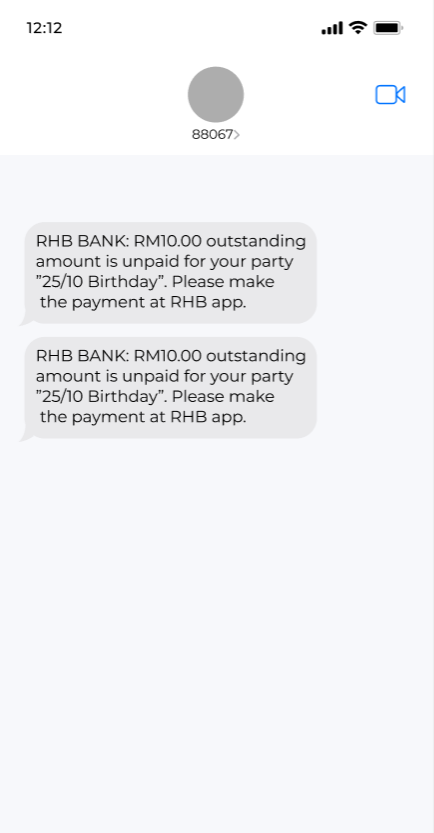 12:12
88067>
RHB BANK: RM10.00 outstanding
amount is unpaid for your party
”25/10 Birthday”. Please make
the payment at RHB app.
RHB BANK: RM10.00 outstanding
amount is unpaid for your party
”25/10 Birthday”. Please make
the payment at RHB app.